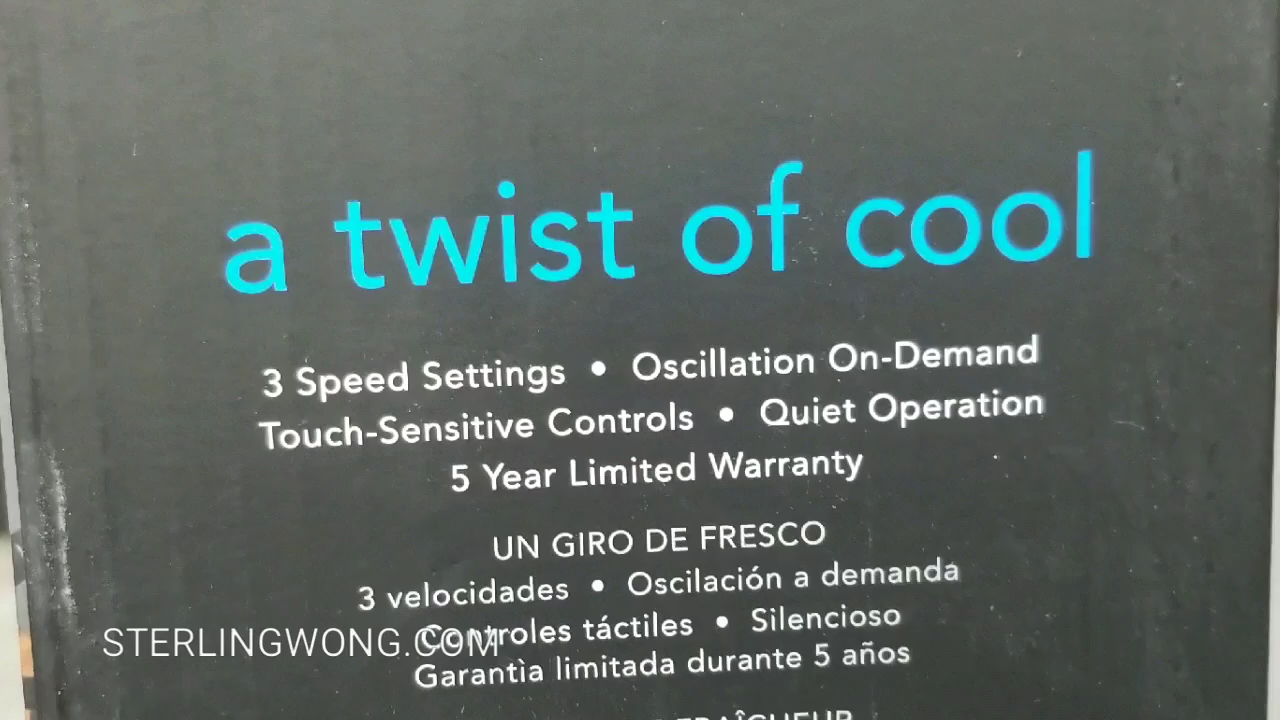 a twist of cool
3 Speed Settings • Oscillation On-Demand
Touch-Sensitive Controls • Quiet Operation
5 Year Limited Warranty
UN GIRO DE FRESCO
3 velocidades • Oscilación a demanda
Controles táctiles • Silencioso
STERLINGWONG.COM
Garantìa limitada durante 5 años
FRAÎCHEUR